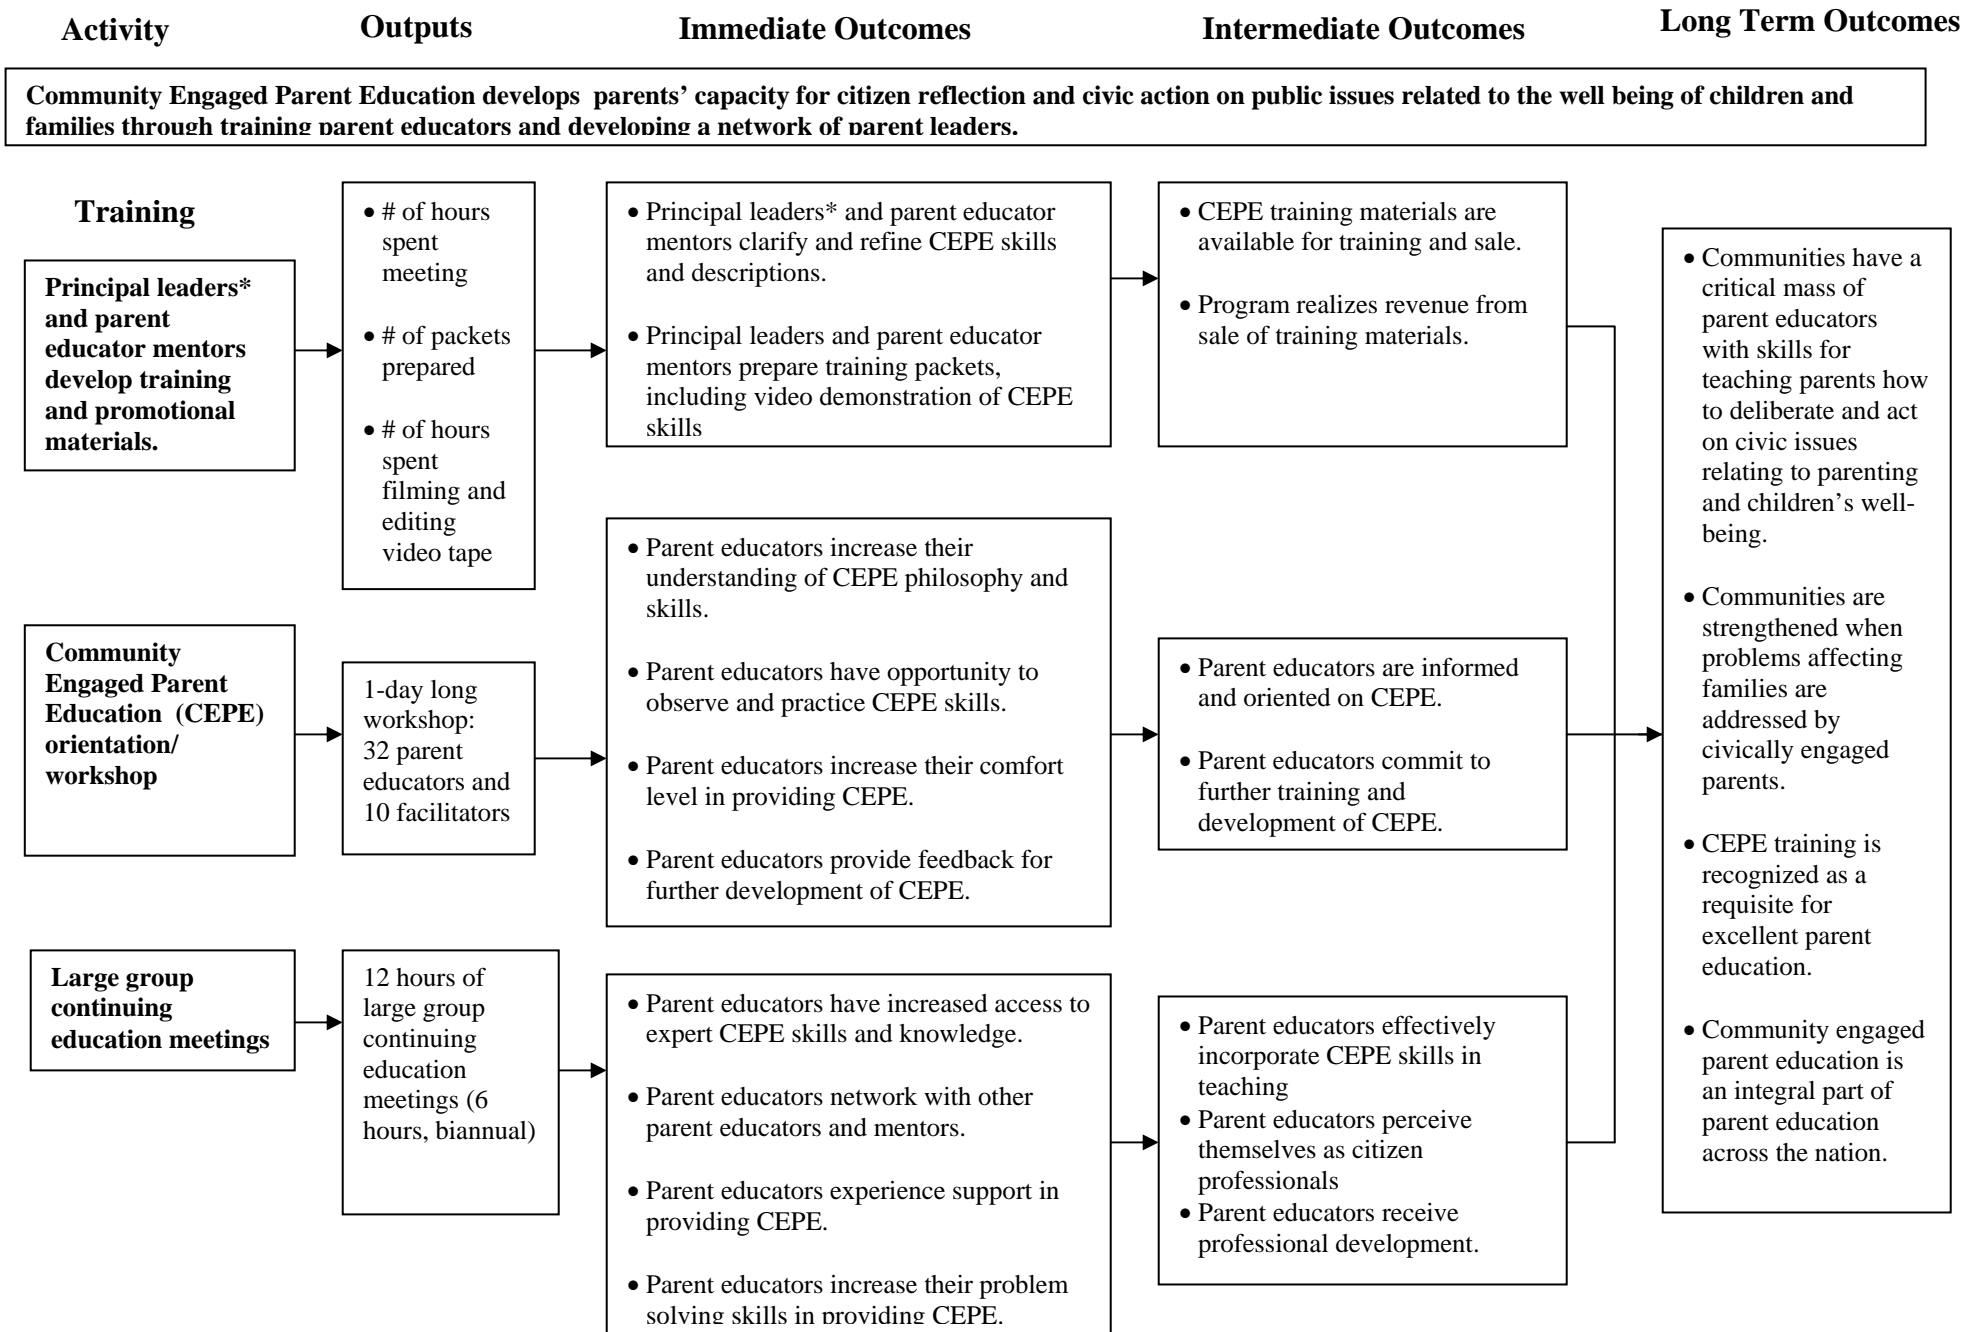 Activity
Outputs
Immediate Outcomes
Intermediate Outcomes
Long Term Outcomes
Community Engaged Parent Education develops  parents’ capacity for citizen reflection and civic action on public issues related to the well being of children and
families through training parent educators and developing a network of parent leaders.
Training
Principal leaders*
and parent
educator mentors
develop training
and promotional
materials.
• # of hours
spent
meeting
• # of packets
prepared
• # of hours
spent
filming and
editing
video tape
• Principal leaders* and parent educator
mentors clarify and refine CEPE skills
and descriptions.
• Principal leaders and parent educator
mentors prepare training packets,
including video demonstration of CEPE
skills
• CEPE training materials are
available for training and sale.
• Program realizes revenue from
sale of training materials.
Community
Engaged Parent
Education  (CEPE)
orientation/
workshop
1-day long
workshop:
32 parent
educators and
10 facilitators
• Parent educators increase their
understanding of CEPE philosophy and
skills.
• Parent educators have opportunity to
observe and practice CEPE skills.
• Parent educators increase their comfort
level in providing CEPE.
• Parent educators provide feedback for
further development of CEPE.
• Parent educators are informed
and oriented on CEPE.
• Parent educators commit to
further training and
development of CEPE.
Large group
continuing
education meetings
12 hours of
large group
continuing
education
meetings (6
hours, biannual)
• Parent educators have increased access to
expert CEPE skills and knowledge.
• Parent educators network with other
parent educators and mentors.
• Parent educators experience support in
providing CEPE.
• Parent educators increase their problem
solving skills in providing CEPE.
• Parent educators effectively
incorporate CEPE skills in
teaching
• Parent educators perceive
themselves as citizen
professionals
• Parent educators receive
professional development.
• Communities have a
critical mass of
parent educators
with skills for
teaching parents how
to deliberate and act
on civic issues
relating to parenting
and children’s well-
being.
• Communities are
strengthened when
problems affecting
families are
addressed by
civically engaged
parents.
• CEPE training is
recognized as a
requisite for
excellent parent
education.
• Community engaged
parent education is
an integral part of
parent education
across the nation.